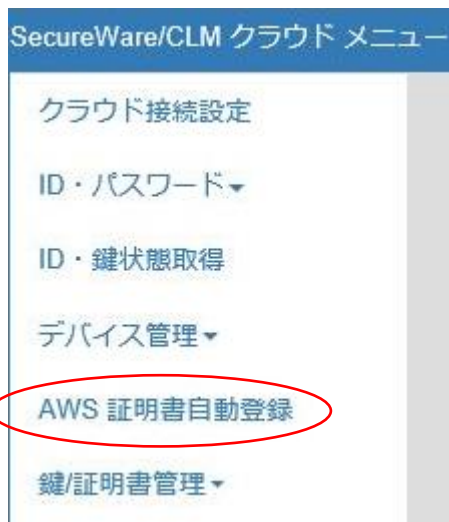 SecureWare/CLM クラウド メニュー
クラウド接続設定
ID・パスワード▾
ID・鍵状態取得
デバイス管理▾
AWS 証明書自動登録
鍵/証明書管理▾